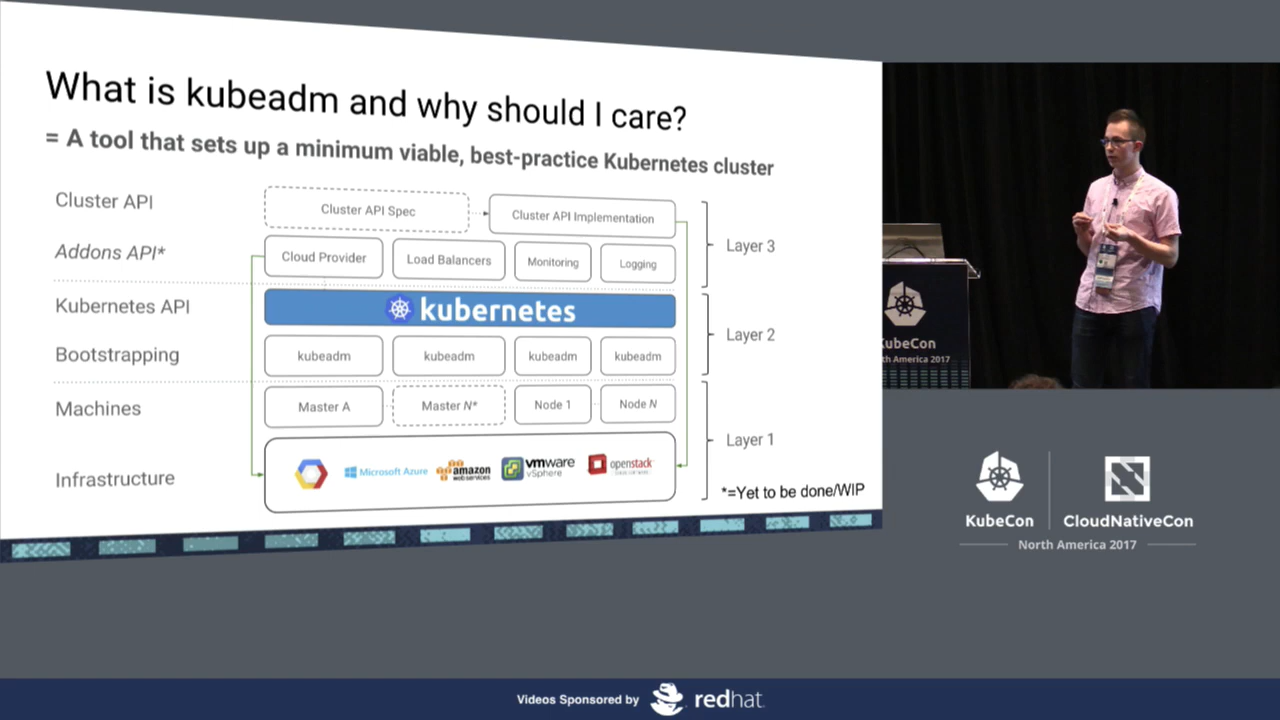 What is kubeadm and why should I care?
= A tool that sets up a minimum viable, best-practice Kubernetes cluster
Cluster API
Cluster API Spec
Cluster API Implementation
Layer 3
Addons API*
Cloud Provider
Load Balancers
Monitoring
Logging
Kubernetes API
kubernetes
Layer 2
Bootstrapping
kubeadm
kubeadm
kubeadm
kubeadm
Machines
Master A
Master N*
Node 1
Node N
Layer 1
Infrastructure
Microsoft Azure
amazon
web services
vmware
vSphere
openstack
*=Yet to be done/WIP
KubeCon
North America 2017
KubeCon
CloudNativeCon
North America 2017
Videos Sponsored by
redhat